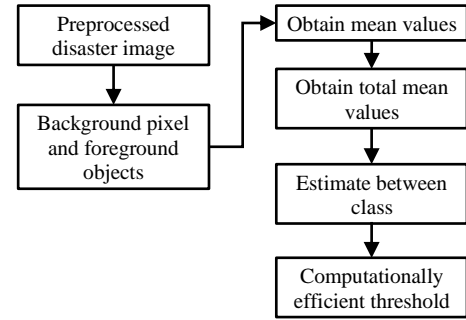 Preprocessed
disaster image
Background pixel
and foreground
objects
Obtain mean values
Obtain total mean
values
Estimate between
class
Computationally
efficient threshold